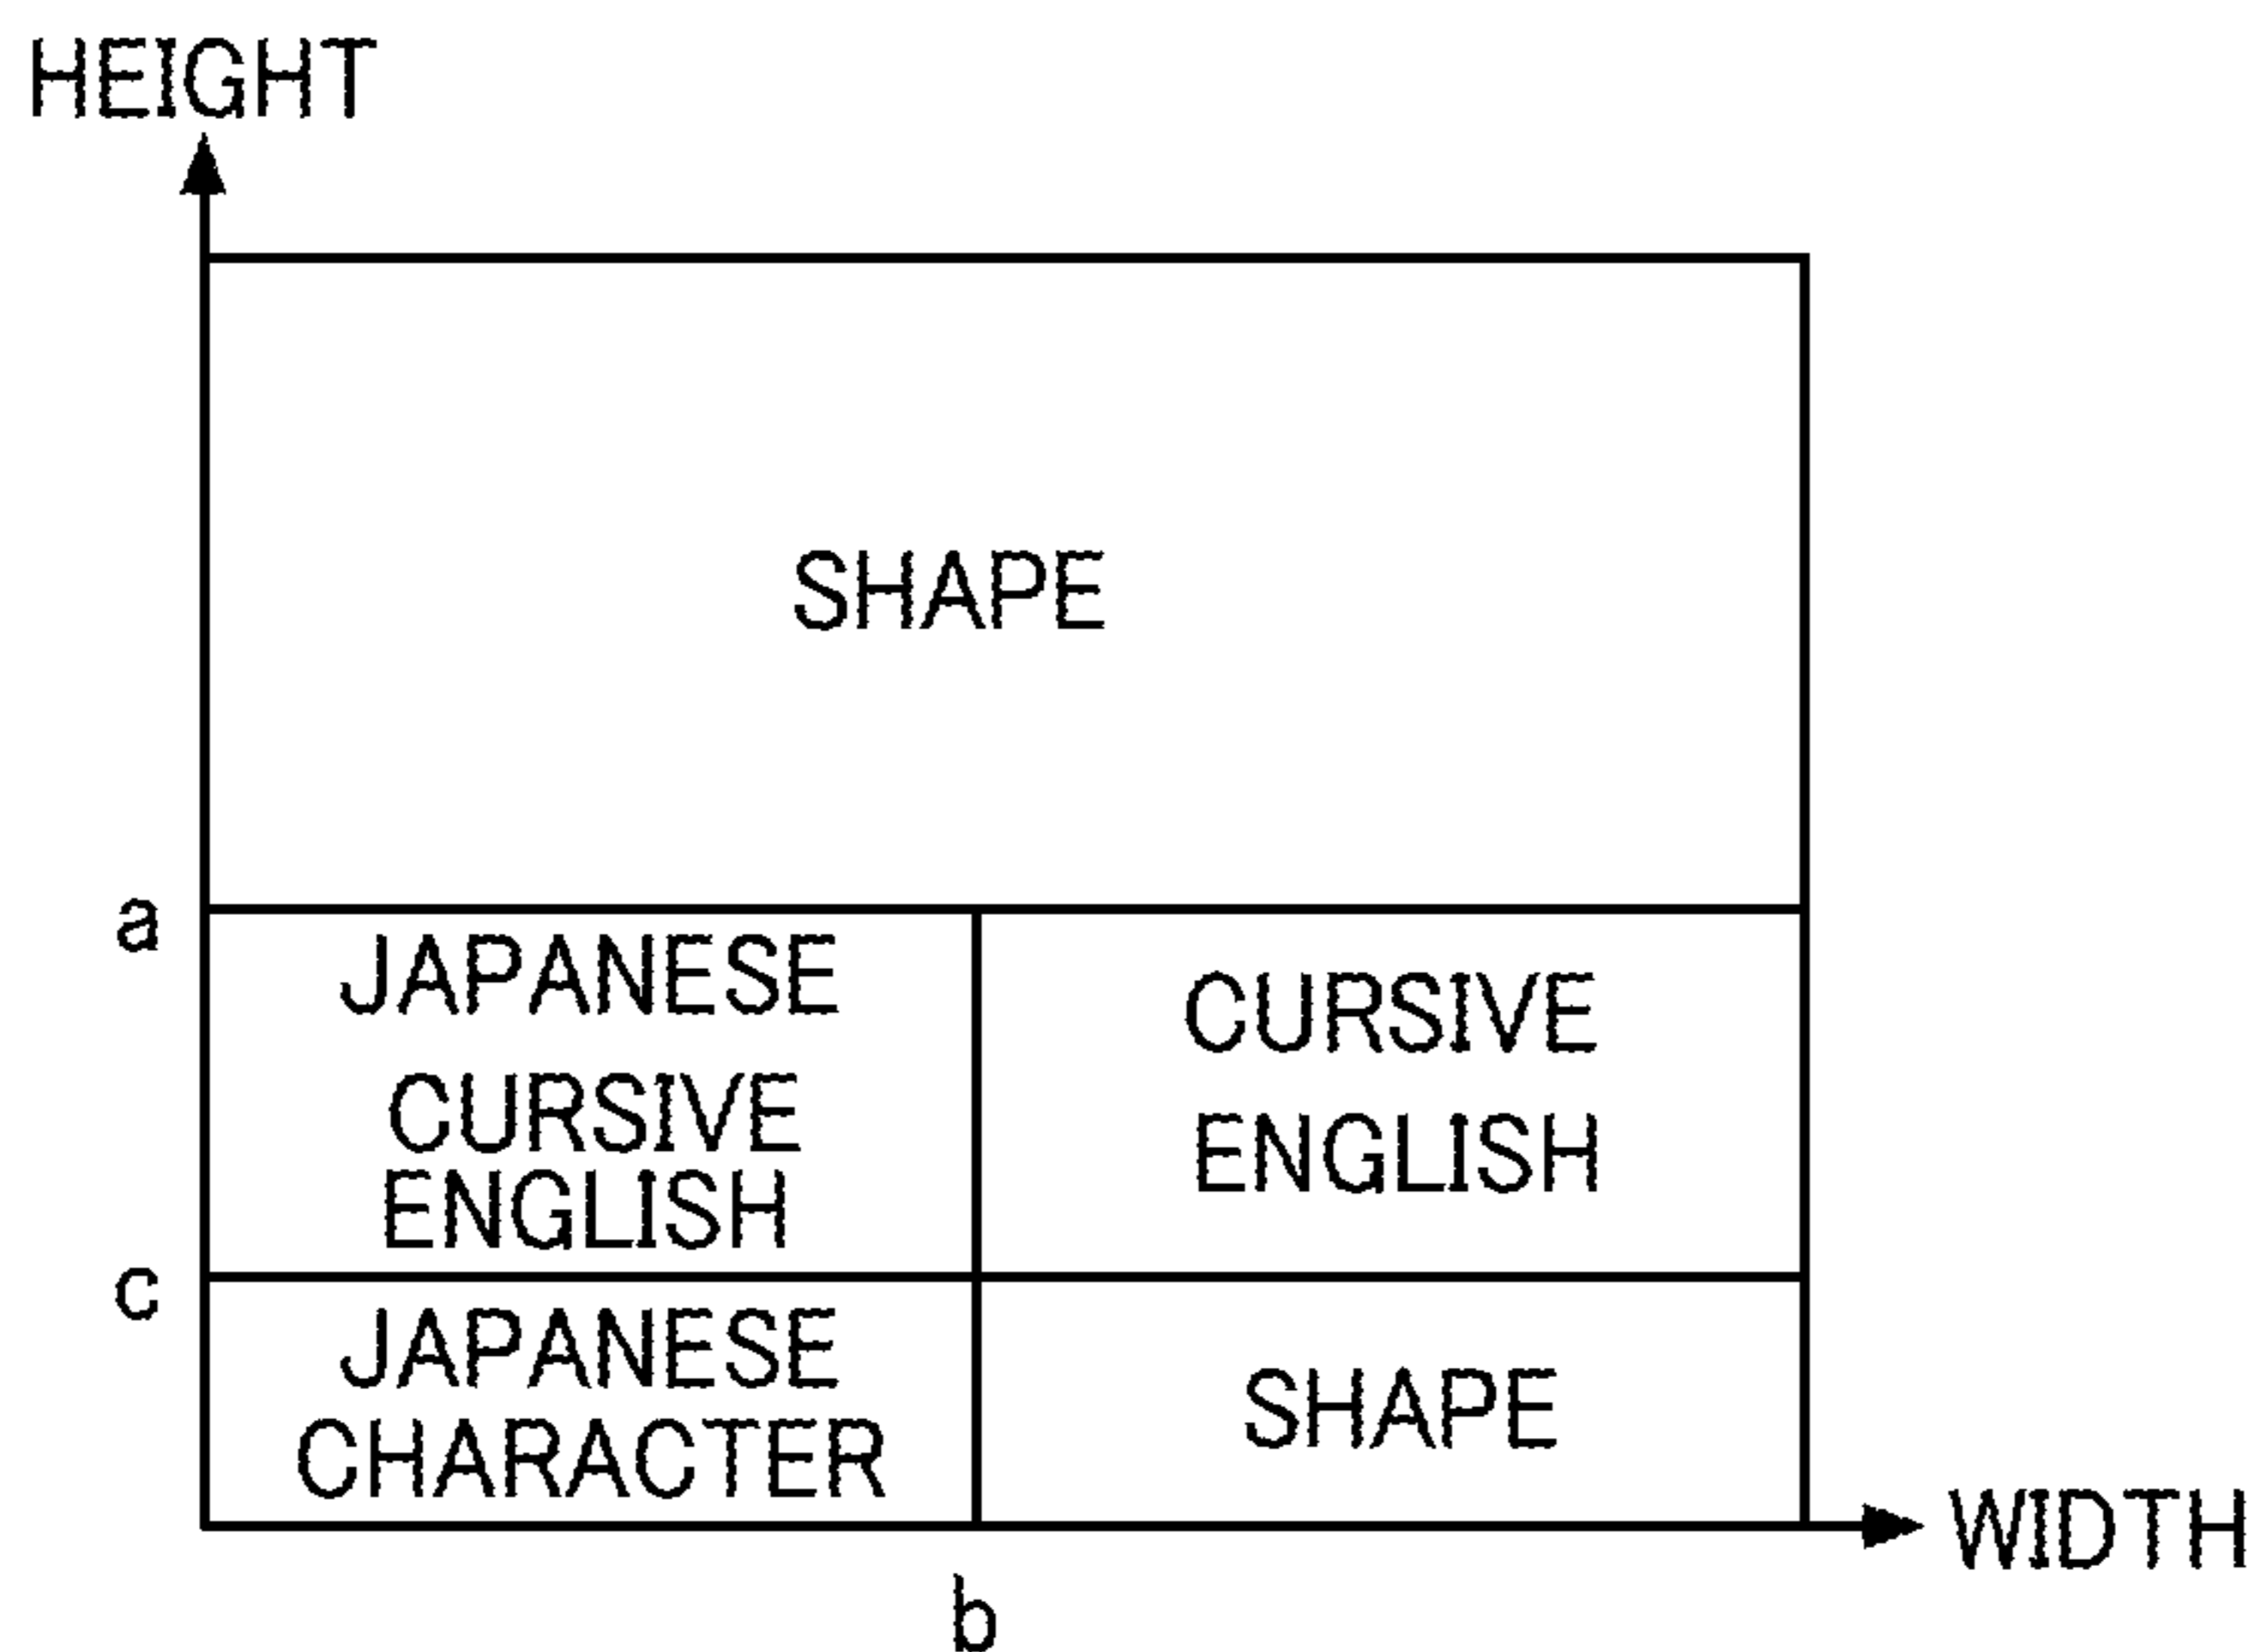 HEIGHT
SHAPE
a
JAPANESE
CURSIVE
ENGLISH
CURSIVE
ENGLISH
c
JAPANESE
CHARACTER
SHAPE
WIDTH
b